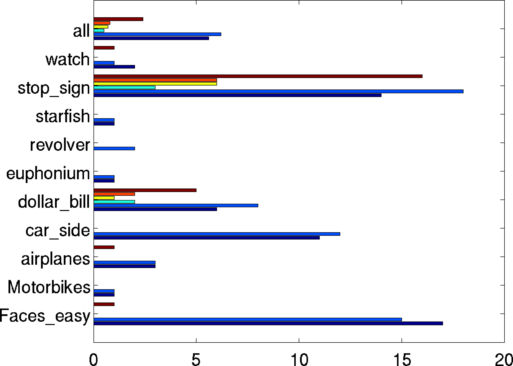 all
watch
stop_sign
starfish
revolver
euphonium
dollar_bill
car_side
airplanes
Motorbikes
Faces_easy
0 5 10 15 20